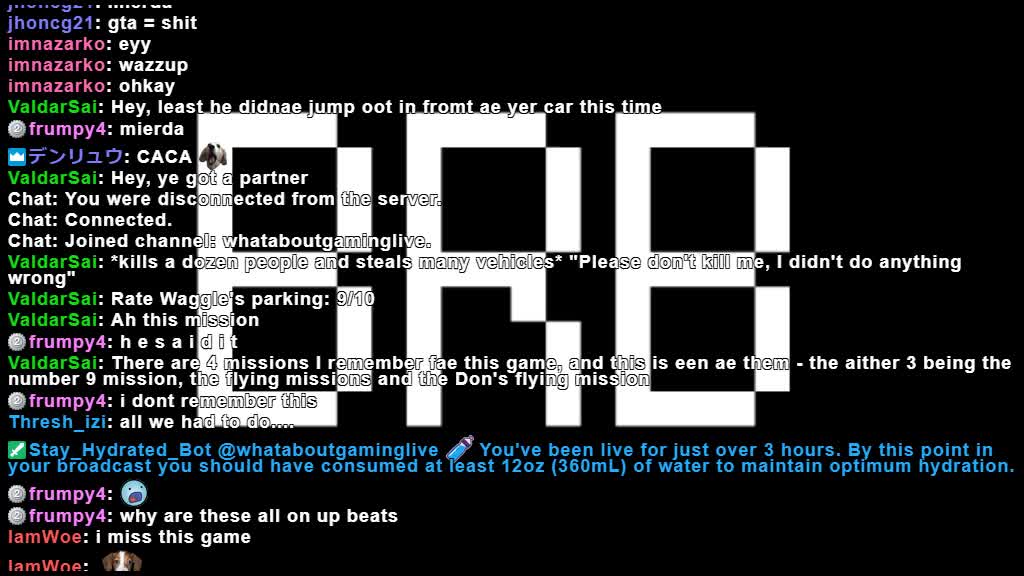 jhoncg21: mierda
jhoncg21: gta = shit
imnazarko: eyy
imnazarko: wazzup
imnazarko: ohkay
ValdarSai: Hey, least he didnae jump oot in fromt ae yer car this time
frumpy4: mierda
デンリュウ: CACA
ValdarSai: Hey, ye got a partner
Chat: You were disconnected from the server.
Chat: Connected.
Chat: Joined channel: whataboutgaminglive.
ValdarSai: *kills a dozen people and steals many vehicles* "Please don't kill me, I didn't do anything
wrong"
ValdarSai: Rate Waggle's parking: 9/10
ValdarSai: Ah this mission
frumpy4: h e s a i d i t
ValdarSai: There are 4 missions I remember fae this game, and this is een ae them - the aither 3 being the
number 9 mission, the flying missions and the Don's flying mission
frumpy4: i dont remember this
Thresh_izi: all we had to do....
Stay_Hydrated_Bot @whataboutgaminglive You've been live for just over 3 hours. By this point in
your broadcast you should have consumed at least 12oz (360mL) of water to maintain optimum hydration.
frumpy4:
frumpy4: why are these all on up beats
IamWoe: i miss this game
IamWoe:
BRB